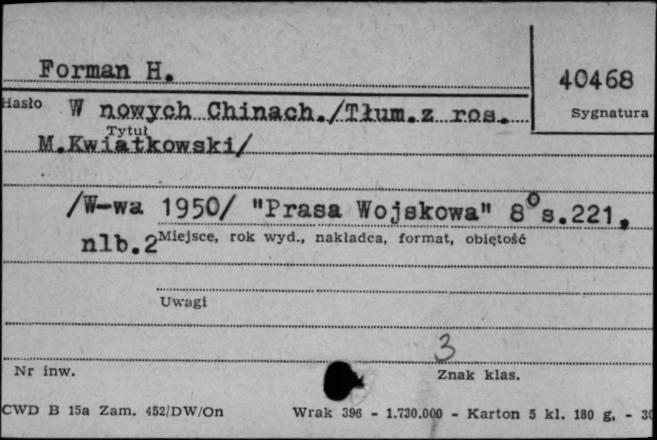 Forman H.
40468
Hasło W nowych Chinach./Tłum.z ros.
Sygnatura
Tytuł
M.Kwiatkowski/
/W-wa 1950/ "Prasa Wojskowa" 8° s.221,
nlb.2 Miejsce, rok wyd., nakładca, format, objętość
Uwagi
3
Nr inw. Znak klas.
CWD B 15a Zam. 452/DW/On Wrak 396 - 1.730.000 - Karton 5 kl. 180 g, - 30